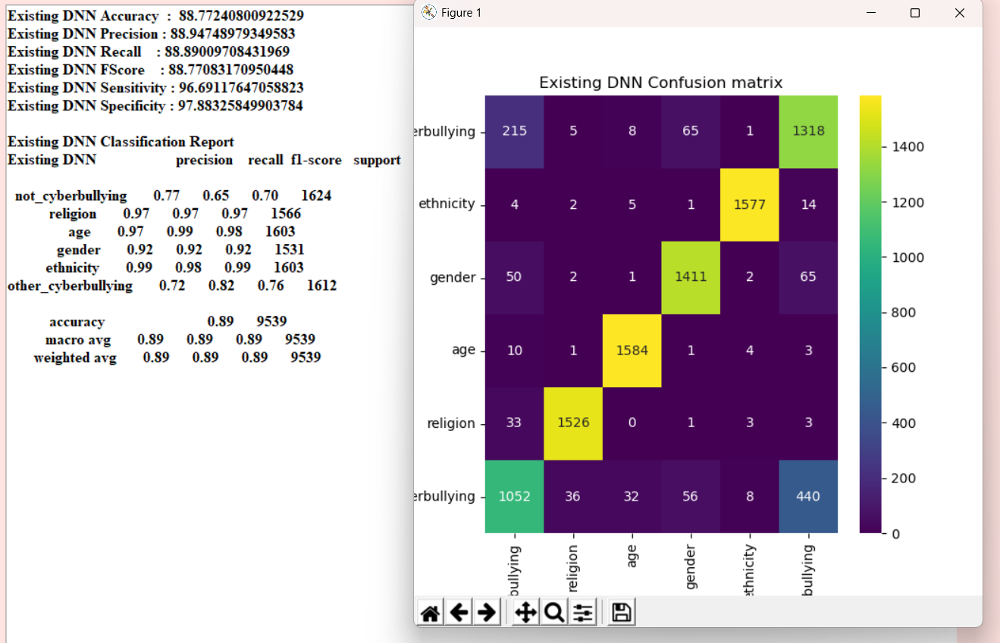 Existing DNN Accuracy : 88.77240800922529
Existing DNN Precision : 88.94748979349583
Existing DNN Recall : 88.89009708431969
Existing DNN FScore : 88.77083170950448
Existing DNN Sensitivity : 96.69117647058823
Existing DNN Specificity : 97.88325849903784
Existing DNN Classification Report
Existing DNN precision recall f1-score support
not_cyberbullying 0.77 0.65 0.70 1624
religion 0.97 0.97 0.97 1566
age 0.97 0.99 0.98 1603
gender 0.92 0.92 0.92 1531
ethnicity 0.99 0.98 0.99 1603
other_cyberbullying 0.72 0.82 0.76 1612
accuracy 0.89 9539
macro avg 0.89 0.89 0.89 9539
weighted avg 0.89 0.89 0.89 9539
Figure 1
Existing DNN Confusion matrix
erbullying 215 5 8 65 1 1318
ethnicity 4 2 5 1 1577 14
gender 50 2 1 1411 2 65
age 10 1 1584 1 4 3
religion 33 1526 0 1 3 3
erbullying 1052 36 32 56 8 440
bullying religion age gender thnicity bullying
1400
1200
1000
800
600
400
200
0